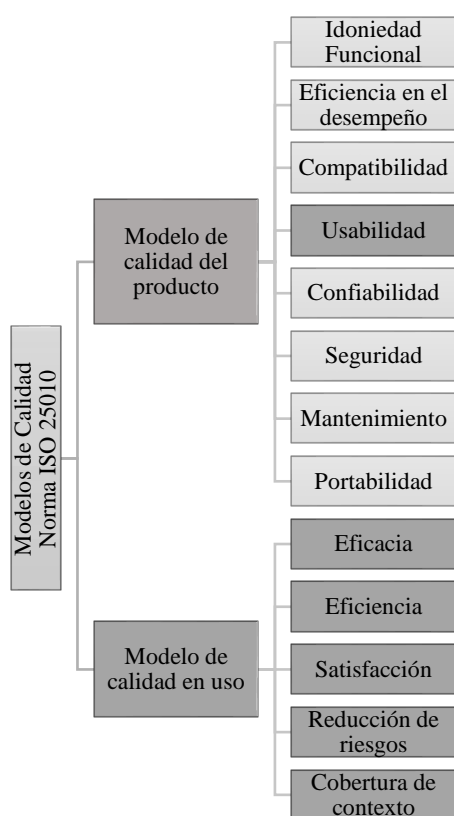 Modelos de Calidad
Norma ISO 25010
Modelo de
calidad del
producto
Idoniedad
Funcional
Eficiencia en el
desempeño
Compatibilidad
Usabilidad
Confiabilidad
Seguridad
Mantenimiento
Portabilidad
Modelo de
calidad en uso
Eficacia
Eficiencia
Satisfacción
Reducción de
riesgos
Cobertura de
contexto